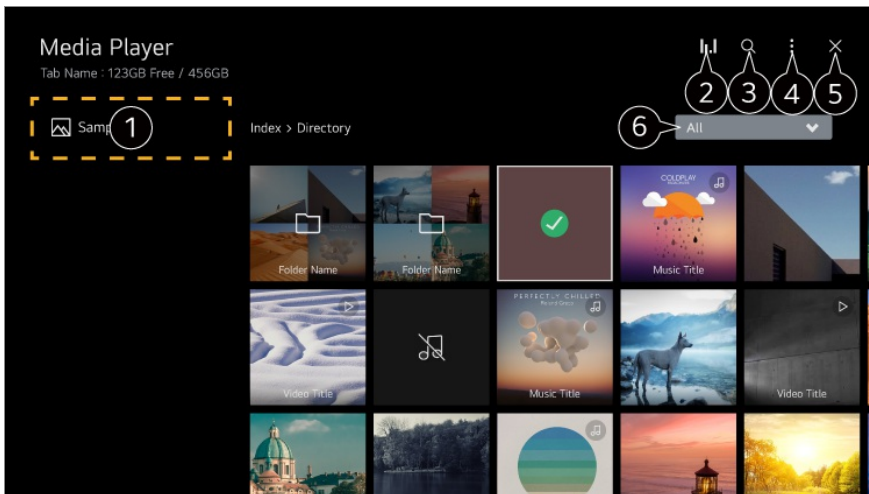 Media Player
Tab Name : 123GB Free / 456GB
2 3 4 5
1
Index > Directory
6 All
COLDPLAY
Folder Name
Folder Name
Music Title
PERFECTLY CHILLED
Video Title
Music Title
Video Title